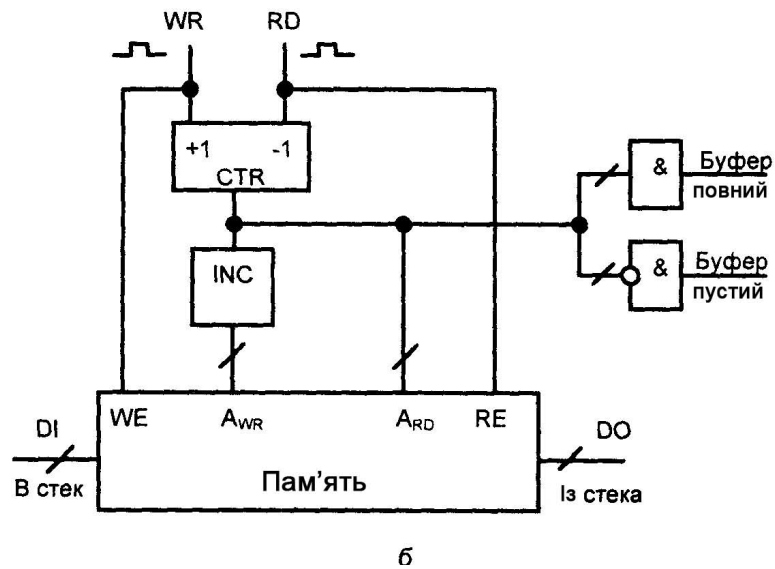 WR RD
+1 -1
CTR
&
Буфер
повний
INC
&
Буфер
пустий
WE AWR ARD RE
DI
DO
В стек
Пам’ять
Із стека
б